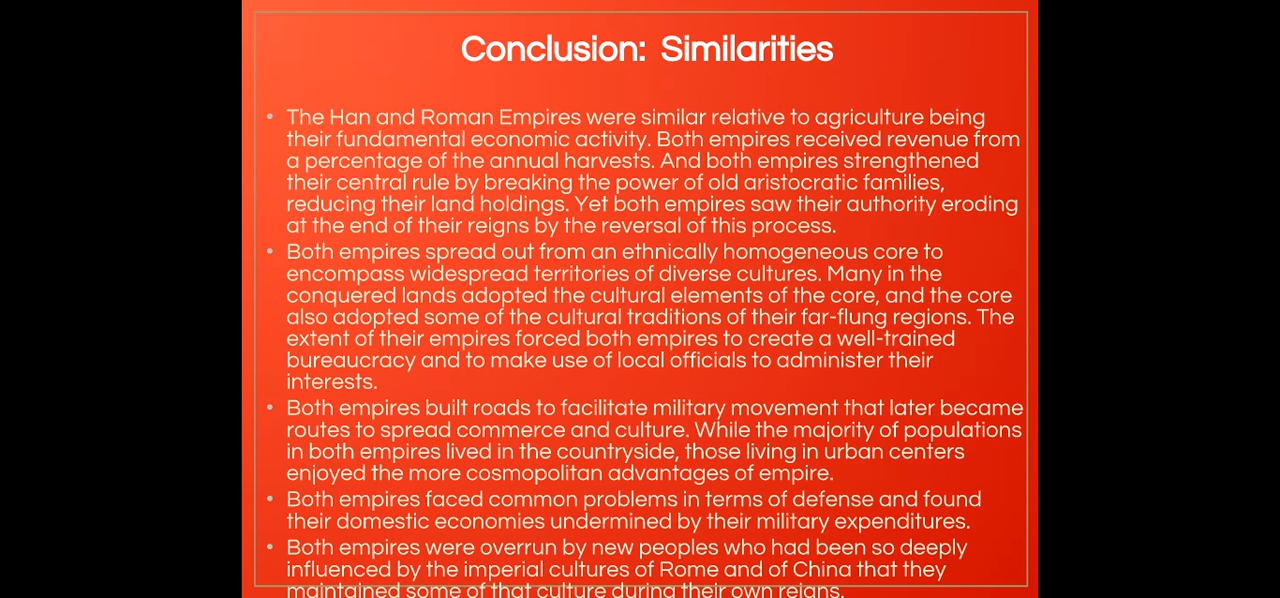 Conclusion:  Similarities
• The Han and Roman Empires were similar relative to agriculture being
their fundamental economic activity. Both empires received revenue from
a percentage of the annual harvests. And both empires strengthened
their central rule by breaking the power of old aristocratic families,
reducing their land holdings. Yet both empires saw their authority eroding
at the end of their reigns by the reversal of this process.
• Both empires spread out from an ethnically homogeneous core to
encompass widespread territories of diverse cultures. Many in the
conquered lands adopted the cultural elements of the core, and the core
also adopted some of the cultural traditions of their far-flung regions. The
extent of their empires forced both empires to create a well-trained
bureaucracy and to make use of local officials to administer their
interests.
• Both empires built roads to facilitate military movement that later became
routes to spread commerce and culture. While the majority of populations
in both empires lived in the countryside, those living in urban centers
enjoyed the more cosmopolitan advantages of empire.
• Both empires faced common problems in terms of defense and found
their domestic economies undermined by their military expenditures.
• Both empires were overrun by new peoples who had been so deeply
influenced by the imperial cultures of Rome and of China that they
maintained some of that culture during their own reigns.